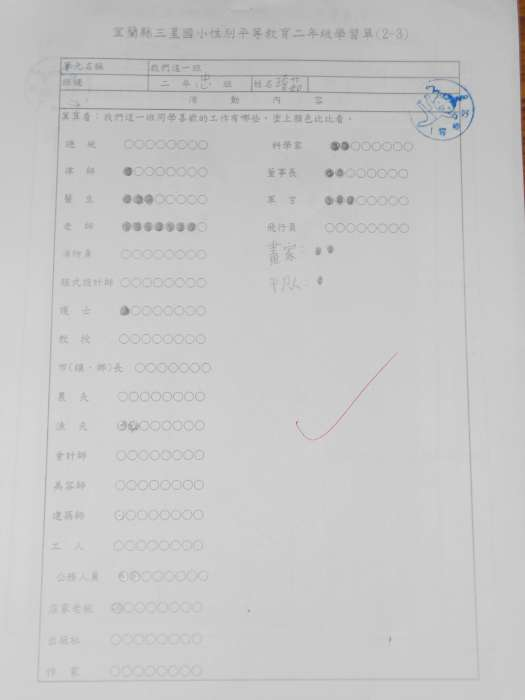 宜蘭縣三星國小性別平等教育二年級學習單(2-3)
單元名稱 我們這一班
班級 二 年 忠 班 姓名
活 動 內 容
算算看：我們這一班同學喜歡的工作有哪些，塗上顏色比比看。
總 統 ○○○○○○○○ 科學家 ●●○○○○○○
律 師 ●○○○○○○○ 董事長 ●●○○○○○○
醫 生 ●●●○○○○○ 軍 官 ●●●○○○○○
老 師 ●●●●●●●○ 飛行員 ○○○○○○○○
消防員 ○○○○○○○○ 畫家：●●
程式設計師 ○○○○○○○○ 平凡人：●
護 士 ●○○○○○○○
教 授 ○○○○○○○○
市(鎮、鄉)長 ○○○○○○○
農 夫 ○○○○○○○○
漁 夫 ○○○○○○○○
會計師 ○○○○○○○○
美容師 ○○○○○○○○
建築師 ○○○○○○○○
工 人 ○○○○○○○○
公務人員 ○○○○○○○○
店家老板 ○○○○○○○○
出版社 ○○○○○○○○
作 家 ○○○○○○○○